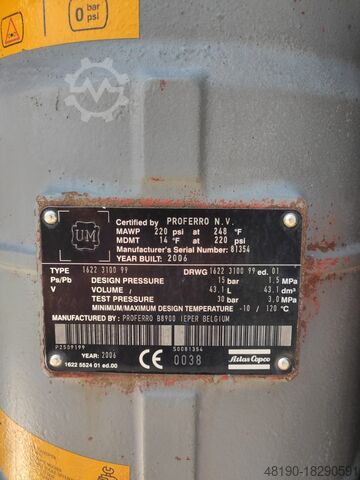 0 bar
psi
UM
Certified by PROFERRO N.V.
MAWP 220 psi at 248 °F
MDMT 14 °F at 220 psi
Manufacturer's Serial Number: 81354
YEAR BUILT: 2006
TYPE 1622 3100 99 DRWG 1622 3100 99 ed. 01
Ps/Pb DESIGN PRESSURE 15 bar 1.5 MPa
V VOLUME / 43.1 L 43.1 dm³
TEST PRESSURE 30 bar 3.0 MPa
MINIMUM/MAXIMUM DESIGN TEMPERATURE -10 / 120 °C
MANUFACTURED BY: PROFERRO B8900 IEPER BELGIUM
P2509199 S0081354
YEAR: 2006 CE 0038 Atlas Copco
1622 5524 01 ed.00
48190-18290591